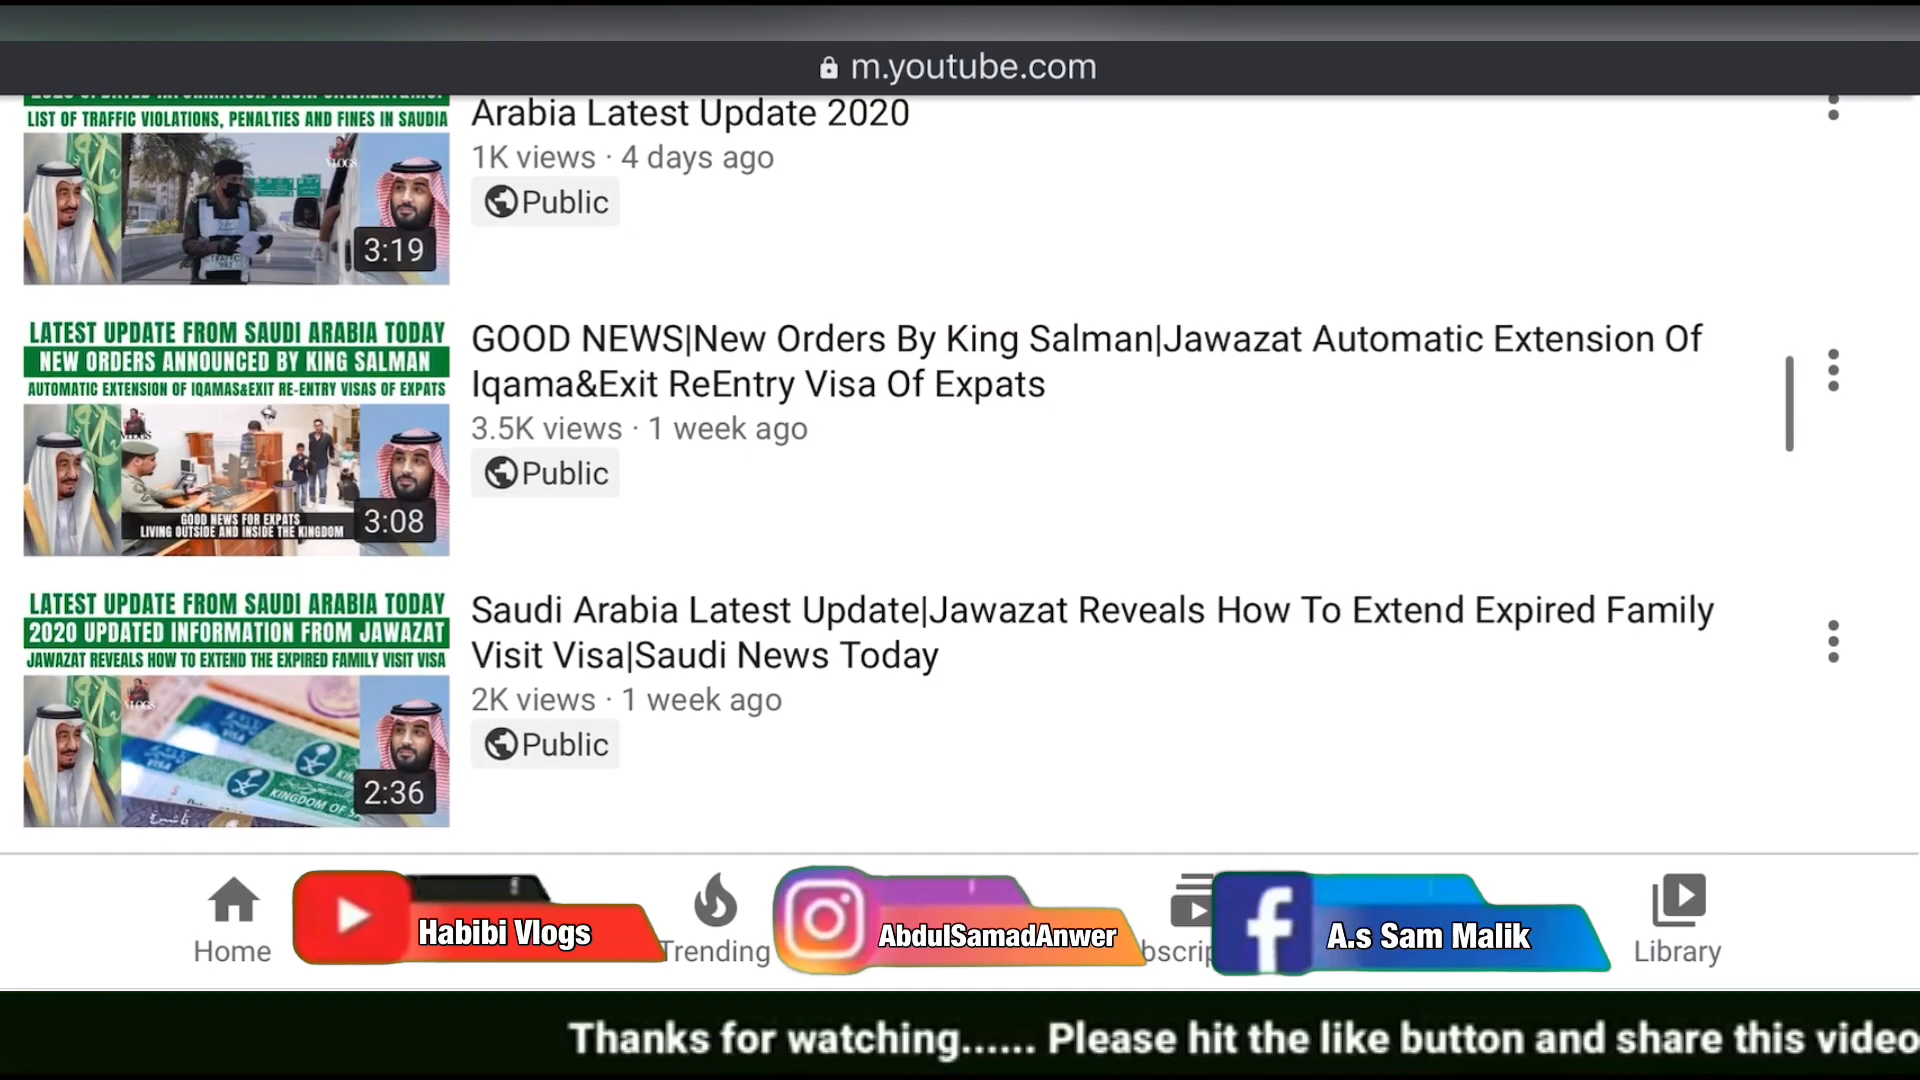 m.youtube.com
LIST OF TRAFFIC VIOLATIONS, PENALTIES AND FINES IN SAUDIA
VLOGS
3:19
Arabia Latest Update 2020
1K views · 4 days ago
Public
LATEST UPDATE FROM SAUDI ARABIA TODAY
NEW ORDERS ANNOUNCED BY KING SALMAN
AUTOMATIC EXTENSION OF IQAMAS&EXIT RE-ENTRY VISAS OF EXPATS
VLOGS
GOOD NEWS FOR EXPATS
LIVING OUTSIDE AND INSIDE THE KINGDOM
3:08
GOOD NEWS|New Orders By King Salman|Jawazat Automatic Extension Of
Iqama&Exit ReEntry Visa Of Expats
3.5K views · 1 week ago
Public
LATEST UPDATE FROM SAUDI ARABIA TODAY
2020 UPDATED INFORMATION FROM JAWAZAT
JAWAZAT REVEALS HOW TO EXTEND THE EXPIRED FAMILY VISIT VISA
VLOGS
VISA
KINGDOM OF
2:36
Saudi Arabia Latest Update|Jawazat Reveals How To Extend Expired Family
Visit Visa|Saudi News Today
2K views · 1 week ago
Public
Home
Habibi Vlogs
Trending
AbdulSamadAnwer
bscrip
A.s Sam Malik
Library
Thanks for watching...... Please hit the like button and share this video